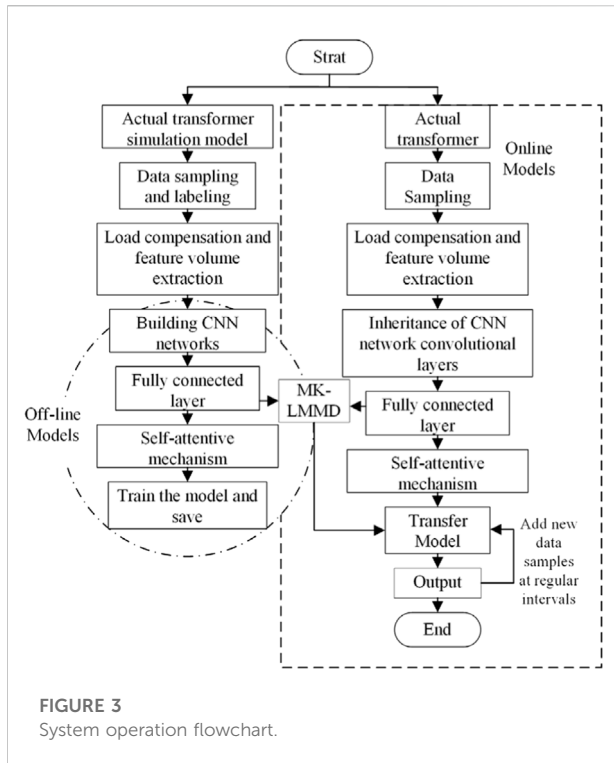 Strat
Actual transformer
simulation model
Data sampling
and labeling
Load compensation and
feature volume
extraction
Building CNN
networks
Fully connected
layer
Self-attentive
mechanism
Train the model and
save
Off-line
Models
MK-
LMMD
Actual
transformer
Online
Models
Data
Sampling
Load compensation and
feature volume
extraction
Inheritance of CNN
network convolutional
layers
Fully connected
layer
Self-attentive
mechanism
Transfer
Model
Add new
data
samples
at regular
intervals
Output
End
FIGURE 3
System operation flowchart.